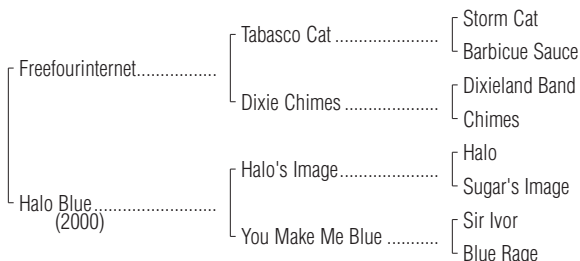 Storm Cat
Tabasco Cat ......................
Barbicue Sauce
Freefourinternet.................
Dixieland Band
Dixie Chimes ....................
Chimes
Halo
Halo's Image.....................
Sugar's Image
Halo Blue..........................
(2000)
Sir Ivor
You Make Me Blue ...........
Blue Rage